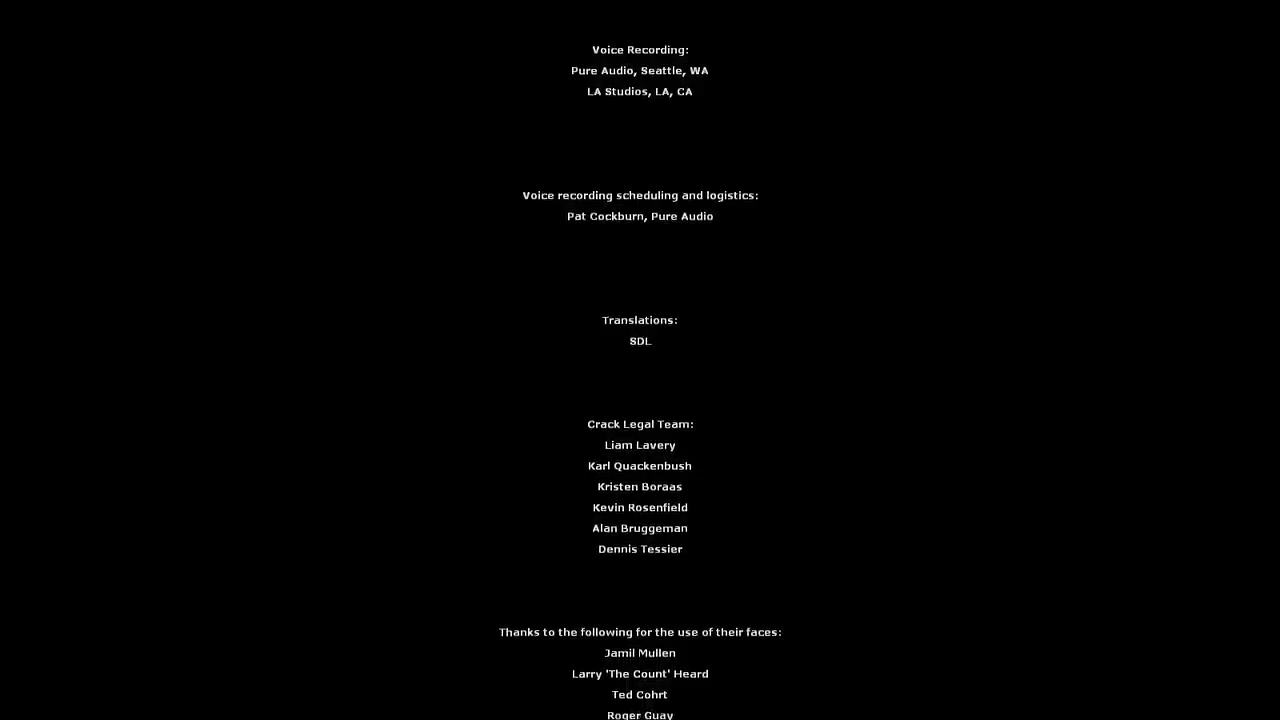 Voice Recording:
Pure Audio, Seattle, WA
LA Studios, LA, CA
Voice recording scheduling and logistics:
Pat Cockburn, Pure Audio
Translations:
SDL
Crack Legal Team:
Liam Lavery
Karl Quackenbush
Kristen Boraas
Kevin Rosenfield
Alan Bruggeman
Dennis Tessier
Thanks to the following for the use of their faces:
Jamil Mullen
Larry 'The Count' Heard
Ted Cohrt
Roger Guay